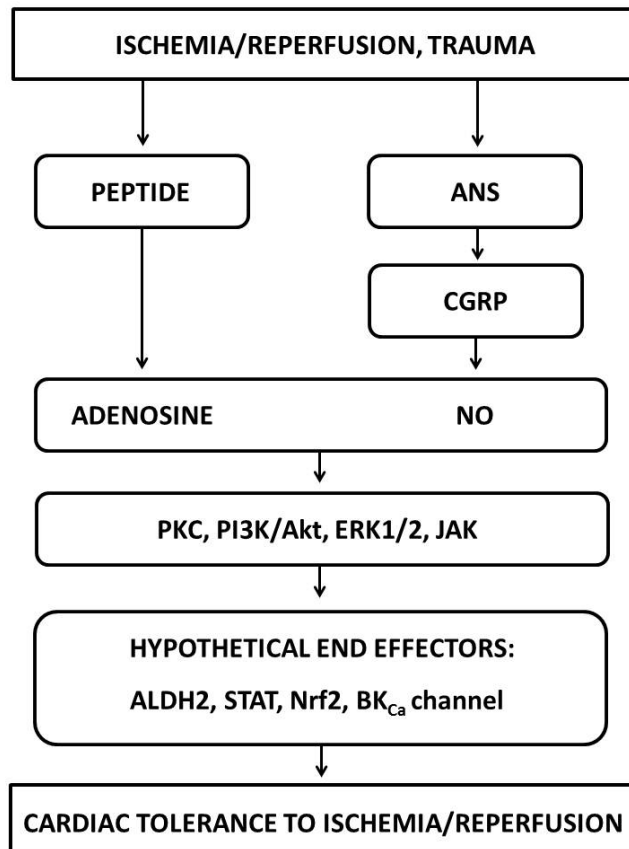 ISCHEMIA/REPERFUSION, TRAUMA
PEPTIDE ANS
CGRP
ADENOSINE NO
PKC, PI3K/Akt, ERK1/2, JAK
HYPOTHETICAL END EFFECTORS:
ALDH2, STAT, Nrf2, BKCa channel
CARDIAC TOLERANCE TO ISCHEMIA/REPERFUSION